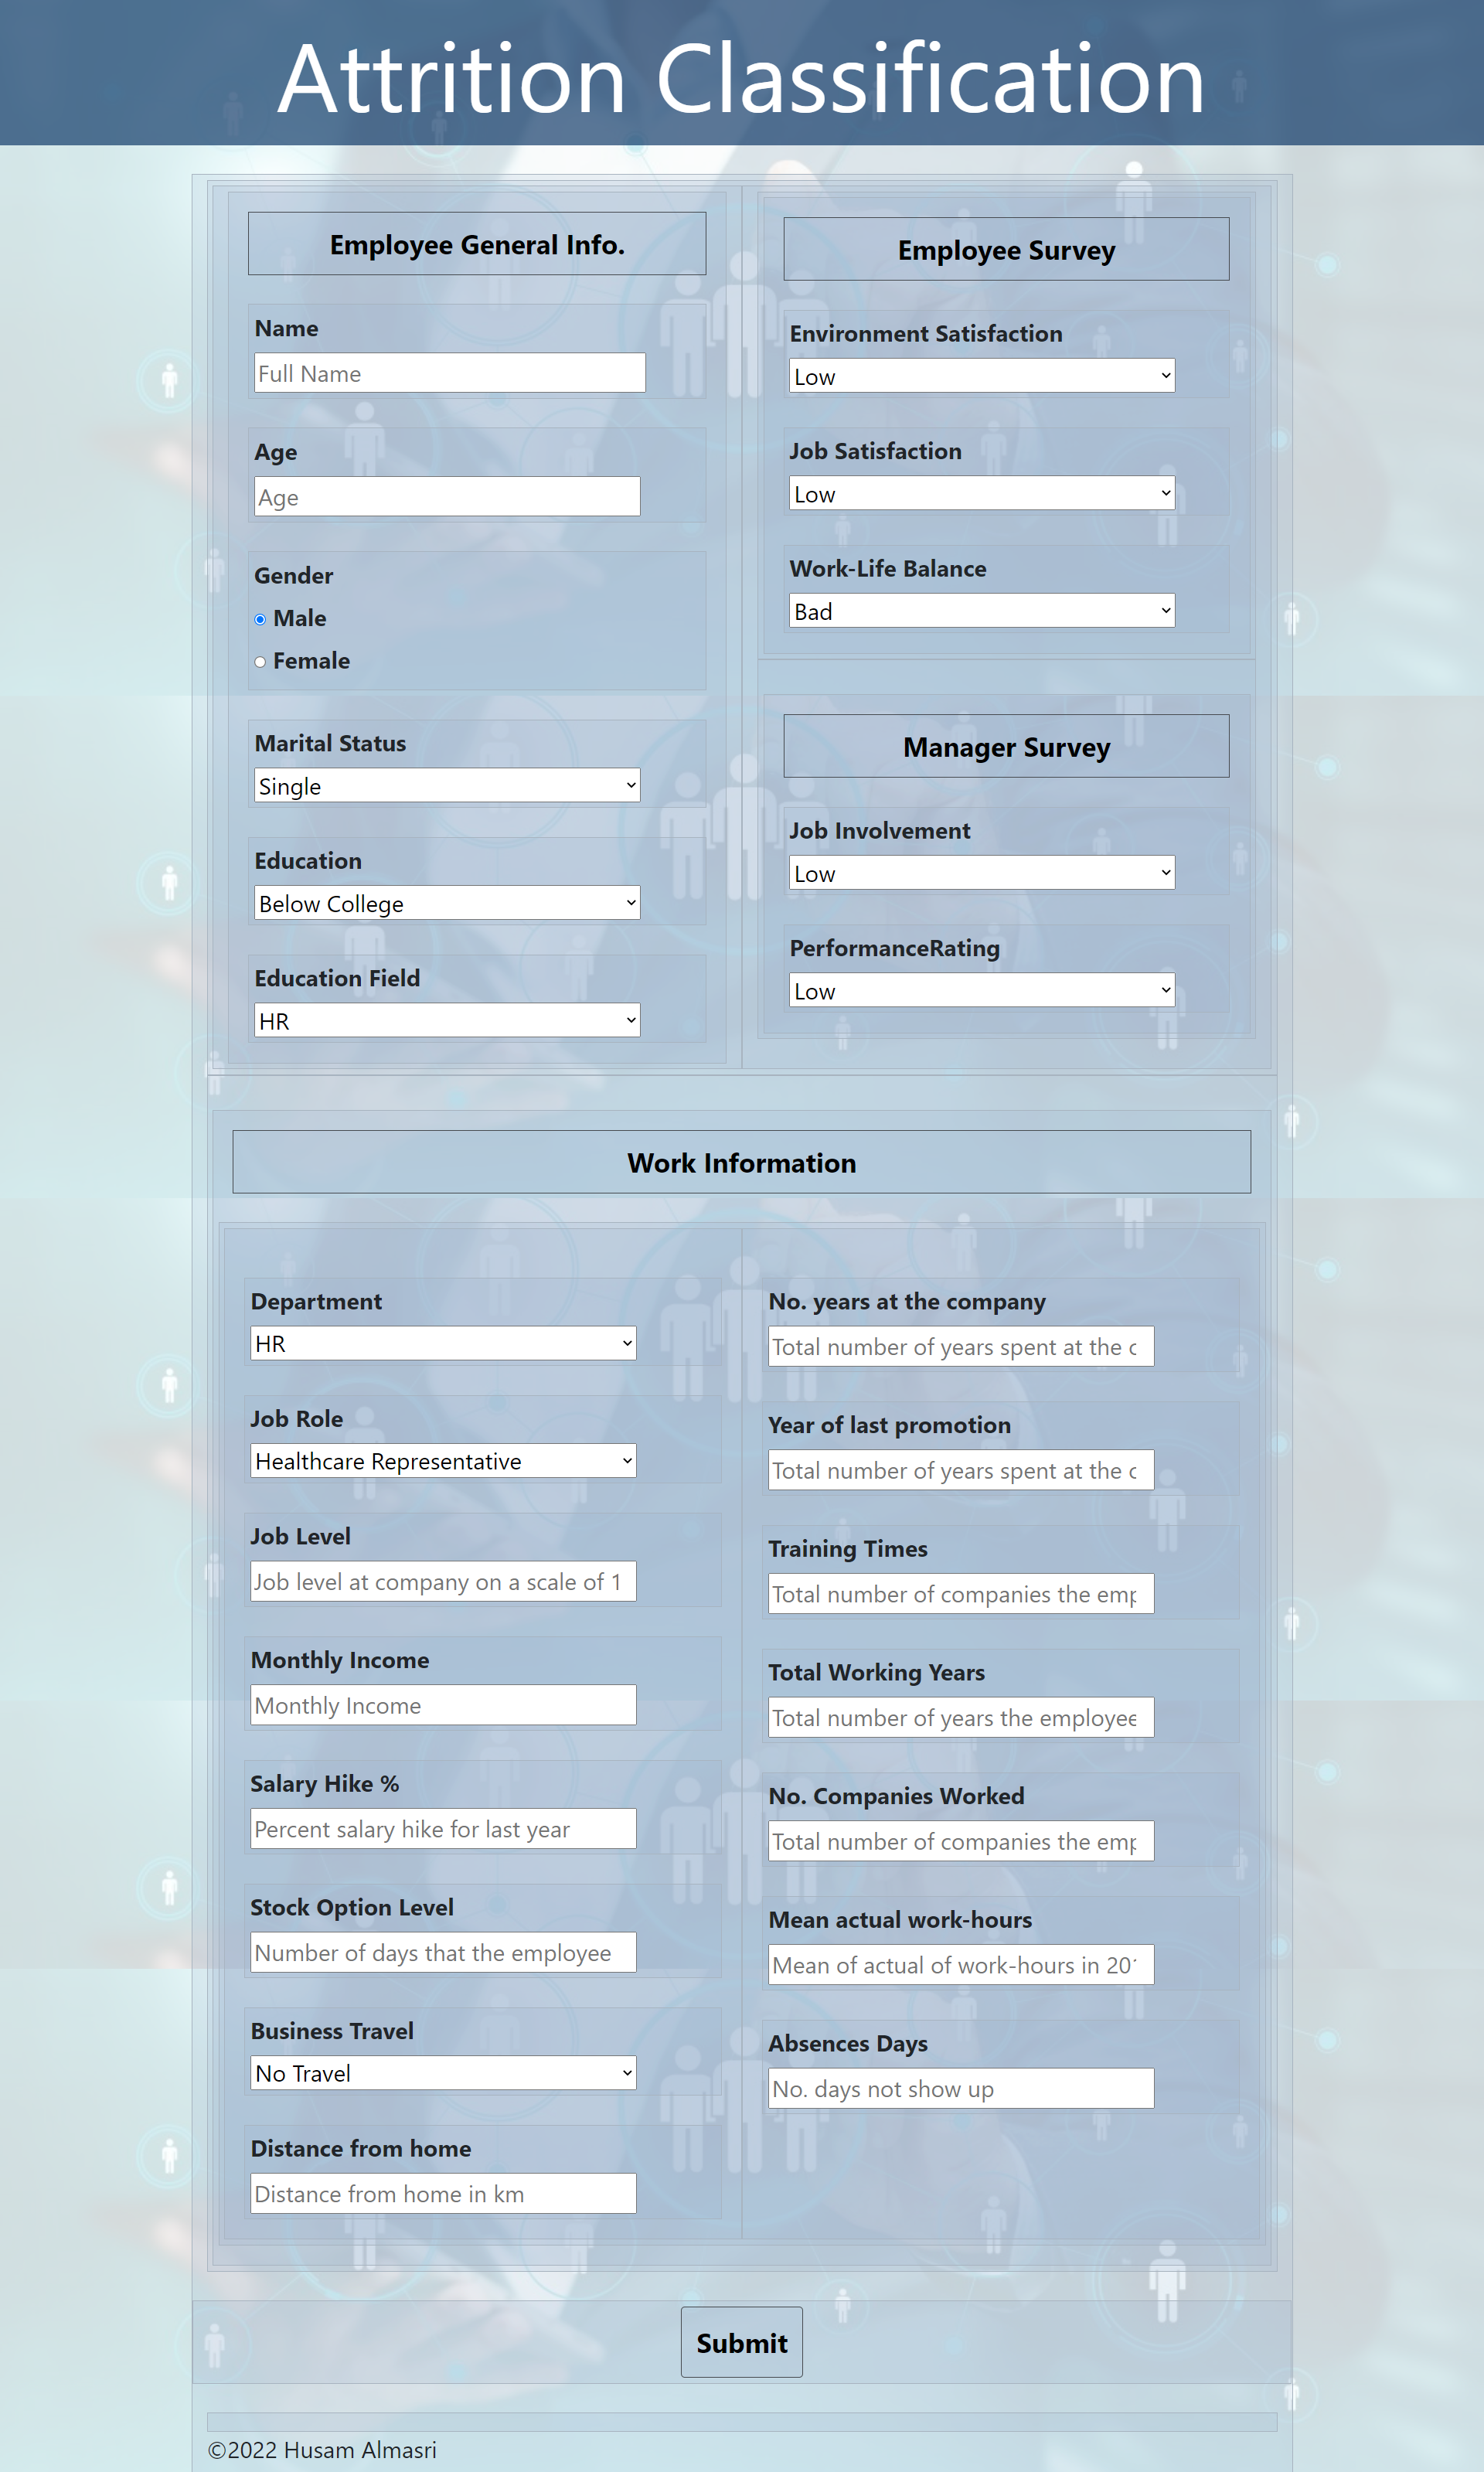 Attrition Classification
Employee General Info.
Name
Full Name
Age
Age
Gender
Male
Female
Marital Status
Single
Education
Below College
Education Field
HR
Employee Survey
Environment Satisfaction
Low
Job Satisfaction
Low
Work-Life Balance
Bad
Manager Survey
Job Involvement
Low
PerformanceRating
Low
Work Information
Department
HR
Job Role
Healthcare Representative
Job Level
Job level at company on a scale of 1
Monthly Income
Monthly Income
Salary Hike %
Percent salary hike for last year
Stock Option Level
Number of days that the employee
Business Travel
No Travel
Distance from home
Distance from home in km
No. years at the company
Total number of years spent at the
Year of last promotion
Total number of years spent at the
Training Times
Total number of companies the
Total Working Years
Total number of years the employee
No. Companies Worked
Total number of companies the
Mean actual work-hours
Mean of actual of work-hours in
Absences Days
No. days not show up
Submit
©2022 Husam Almasri